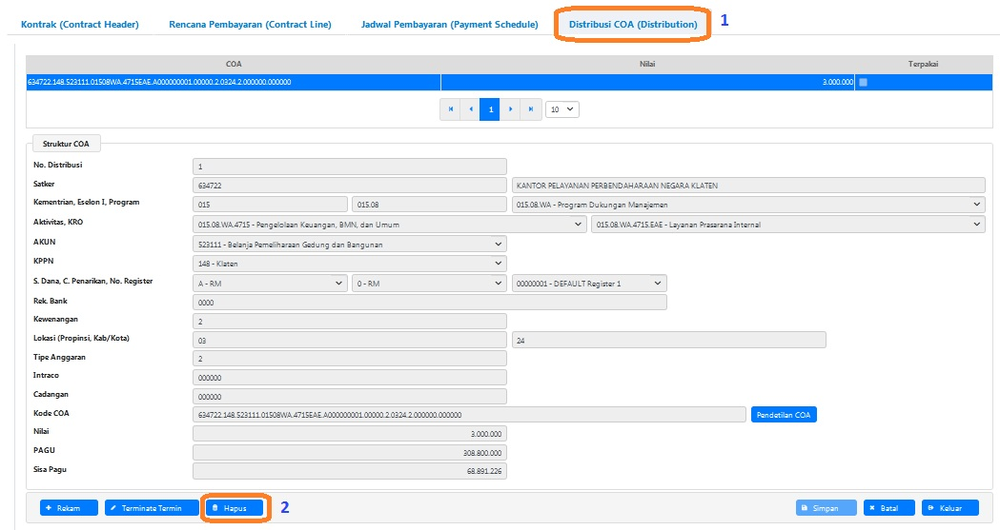 Kontrak (Contract Header) Rencana Pembayaran (Contract Line) Jadwal Pembayaran (Payment Schedule) Distribusi COA (Distribution) 1
COA Nilai Terpakai
634722.148.523111.01508WA.4715EAE.A000000001.00000.2.0324.2.000000.000000 3.000.000
1 10
Struktur COA
No. Distribusi 1
Satker 634722 KANTOR PELAYANAN PERBENDAHARAAN NEGARA KLATEN
Kementrian, Eselon I, Program 015 015.08 015.08.WA - Program Dukungan Manajemen
Aktivitas, KRO 015.08.WA.4715 - Pengelolaan Keuangan, BMN, dan Umum 015.08.WA.4715.EAE - Layanan Prasarana Internal
AKUN 523111 - Belanja Pemeliharaan Gedung dan Bangunan
KPPN 148 - Klaten
S. Dana, C. Penarikan, No. Register A - RM 0 - RM 00000001 - DEFAULT Register 1
Rek. Bank 0000
Kewenangan 2
Lokasi (Propinsi, Kab/Kota) 03 24
Tipe Anggaran 2
Intraco 000000
Cadangan 000000
Kode COA 634722.148.523111.01508WA.4715EAE.A000000001.00000.2.0324.2.000000.000000 Pendetilan COA
Nilai 3.000.000
PAGU 308.800.000
Sisa Pagu 68.891.226
Rekam Terminate Termin Hapus 2 Simpan Batal Keluar